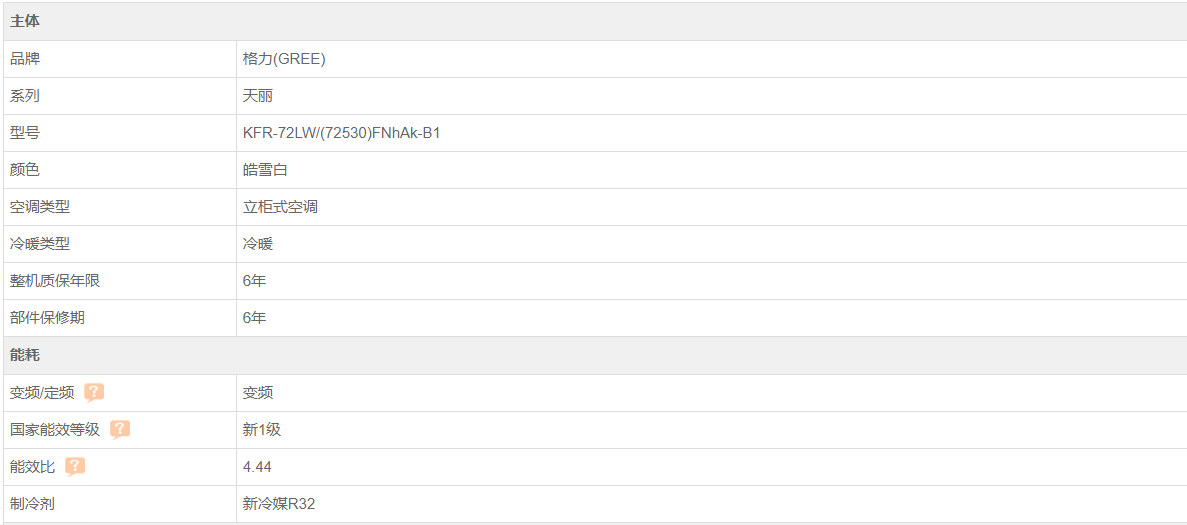 主体
品牌 格力(GREE)
系列 天丽
型号 KFR-72LW/(72530)FNhAk-B1
颜色 皓雪白
空调类型 立柜式空调
冷暖类型 冷暖
整机质保年限 6年
部件保修期 6年
能耗
变频/定频 ? 变频
国家能效等级 ? 新1级
能效比 ? 4.44
制冷剂 新冷媒R32